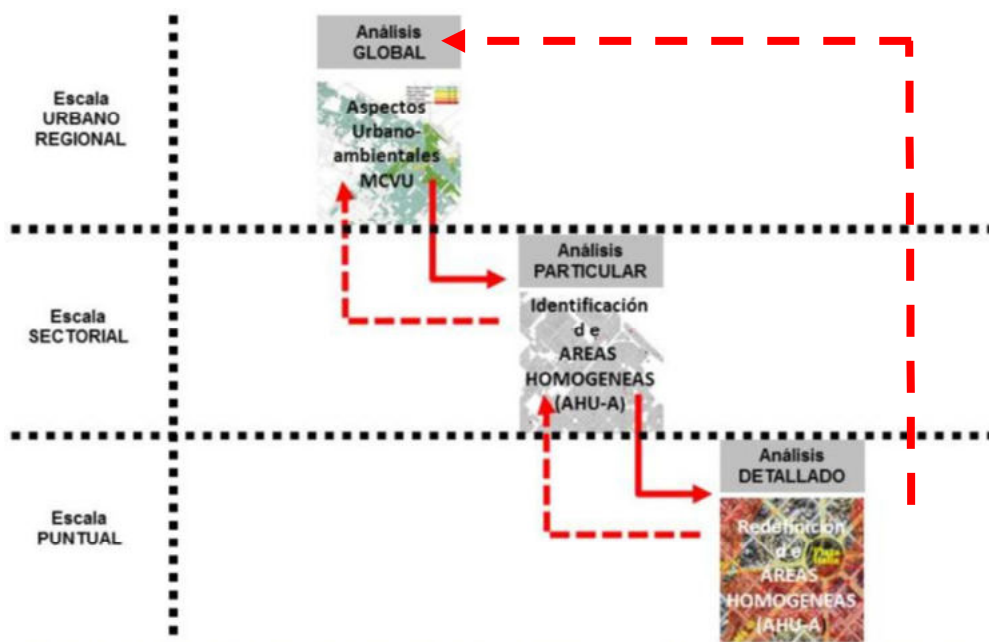 Análisis
GLOBAL
Escala
URBANO
REGIONAL
Aspectos
Urbano-
ambientales
MCVU
Análisis
PARTICULAR
Escala
SECTORIAL
Identificación
d e
AREAS
HOMOGENEAS
(AHU-A)
Análisis
DETALLADO
Escala
PUNTUAL
Redefinición
d e
AREAS
HOMOGENEAS
(AHU-A